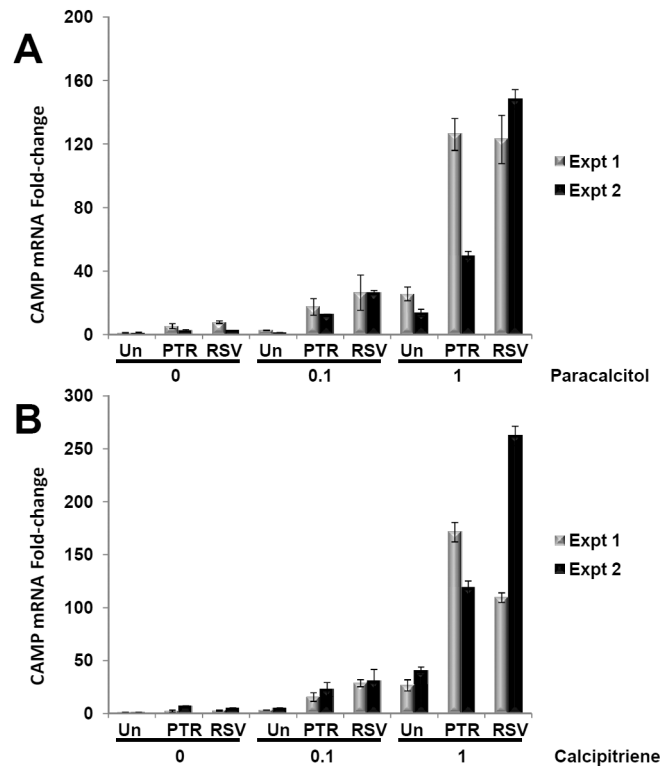 A
CAMP mRNA Fold-change
200
160
120
80
40
0
Expt 1
Expt 2
Un PTR RSV Un PTR RSV Un PTR RSV
0 0.1 1 Paracalcitol
B
CAMP mRNA Fold-change
300
250
200
150
100
50
0
Expt 1
Expt 2
Un PTR RSV Un PTR RSV Un PTR RSV
0 0.1 1 Calcipitriene